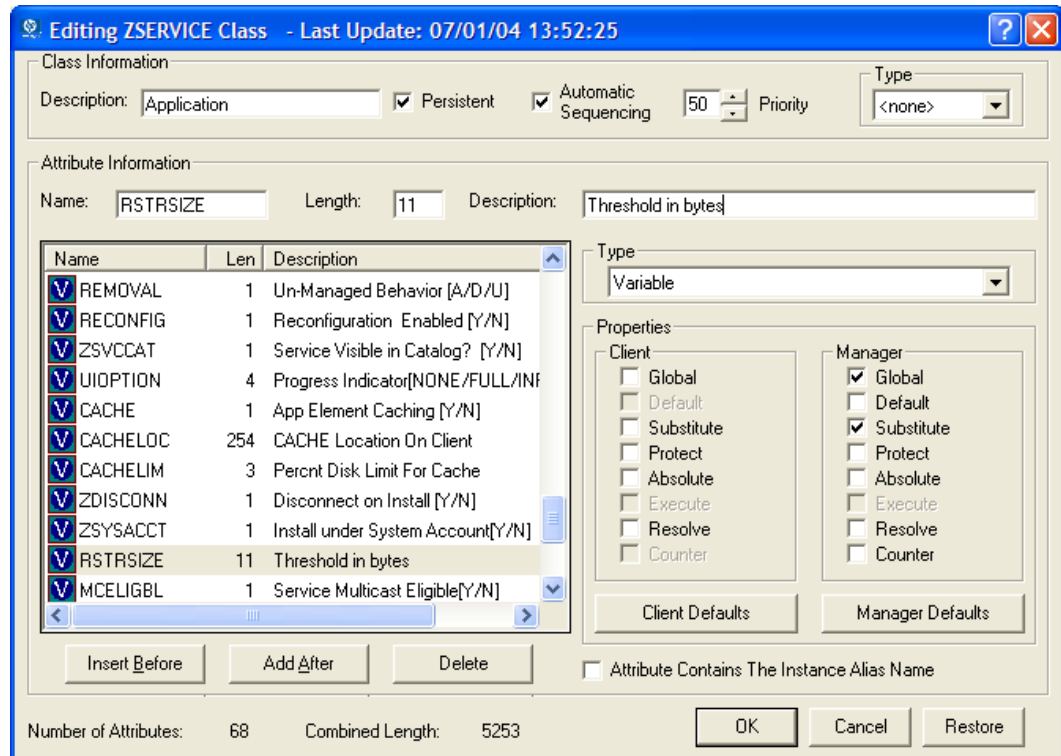 Editing ZSERVICE Class - Last Update: 07/01/04 13:52:25
Class Information
Description: Application
Persistent
Automatic Sequencing
50 Priority
Type
<none>
Attribute Information
Name: RSTRSIZE Length: 11 Description: Threshold in bytes
Name Len Description
V REMOVAL 1 Un-Managed Behavior [A/D/U]
V RECONFIG 1 Reconfiguration Enabled [Y/N]
V ZSVCCAT 1 Service Visible in Catalog? [Y/N]
V UIOPTION 4 Progress Indicator[NONE/FULL/INF
V CACHE 1 App Element Caching [Y/N]
V CACHELOC 254 CACHE Location On Client
V CACHELIM 3 Percnt Disk Limit For Cache
V ZDISCONN 1 Disconnect on Install [Y/N]
V ZSYSACCT 1 Install under System Account[Y/N]
V RSTRSIZE 11 Threshold in bytes
V MCELIGBL 1 Service Multicast Eligible[Y/N]
Insert Before Add After Delete
Type
Variable
Properties
Client
Global
Default
Substitute
Protect
Absolute
Execute
Resolve
Counter
Client Defaults
Manager
Global
Default
Substitute
Protect
Absolute
Execute
Resolve
Counter
Manager Defaults
Attribute Contains The Instance Alias Name
Number of Attributes: 68 Combined Length: 5253
OK Cancel Restore